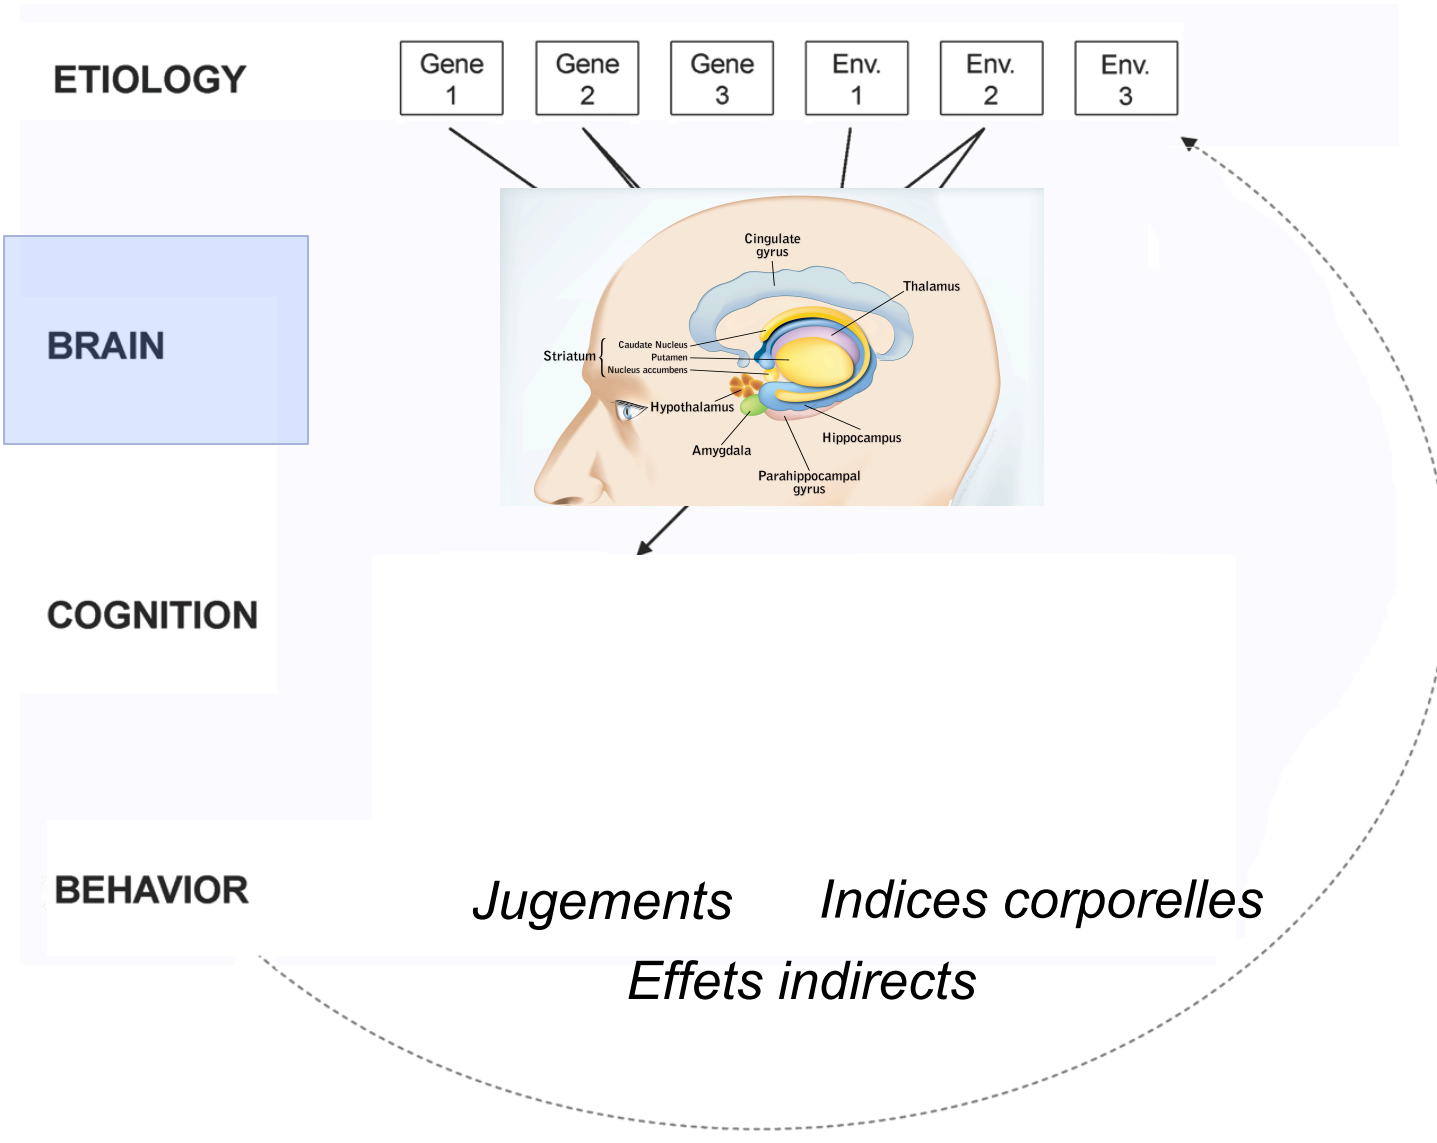 ETIOLOGY
Gene
1
Gene
2
Gene
3
Env.
1
Env.
2
Env.
3
BRAIN
Cingulate
gyrus
Thalamus
Striatum
Caudate Nucleus
Putamen
Nucleus accumbens
Hypothalamus
Amygdala
Hippocampus
Parahippocampal
gyrus
COGNITION
BEHAVIOR
Jugements
Indices corporelles
Effets indirects